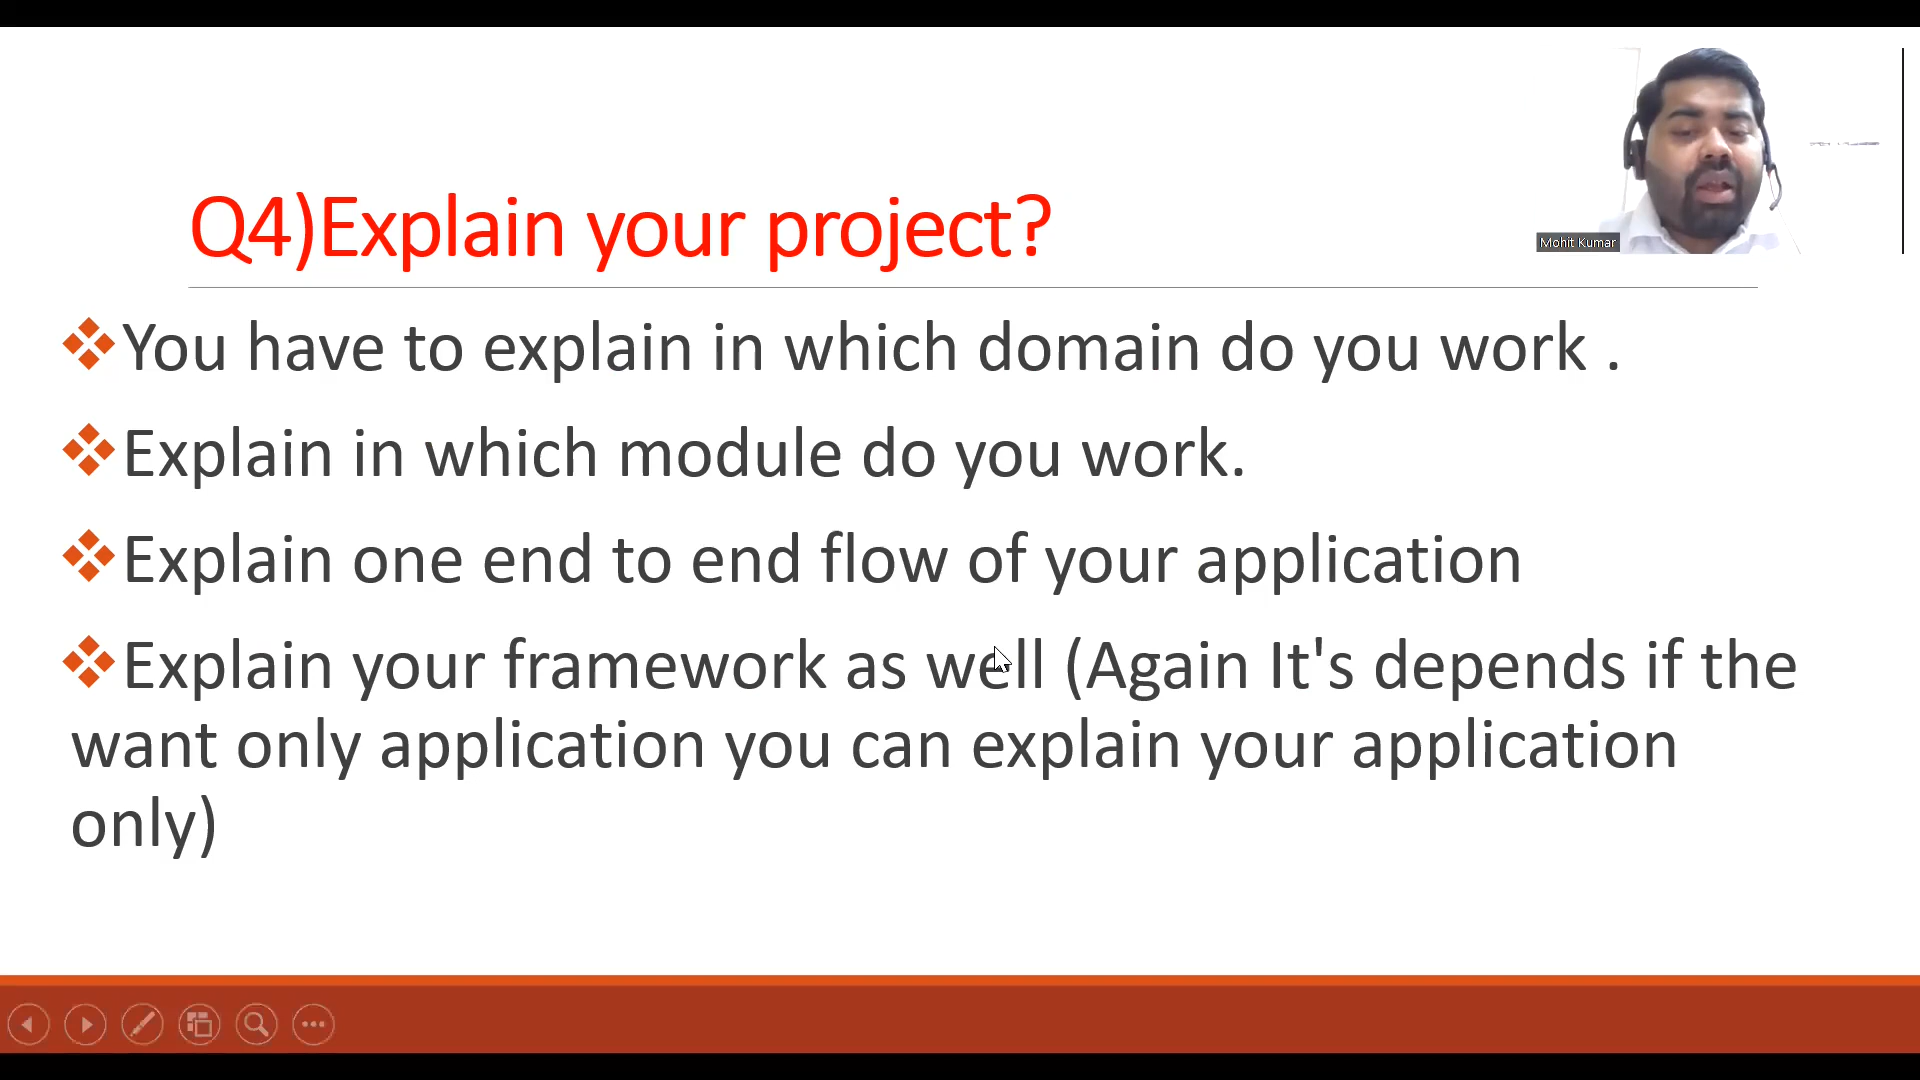 Q4)Explain your project?
Mohit Kumar
You have to explain in which domain do you work .
Explain in which module do you work.
Explain one end to end flow of your application
Explain your framework as well (Again It's depends if the
want only application you can explain your application
only)